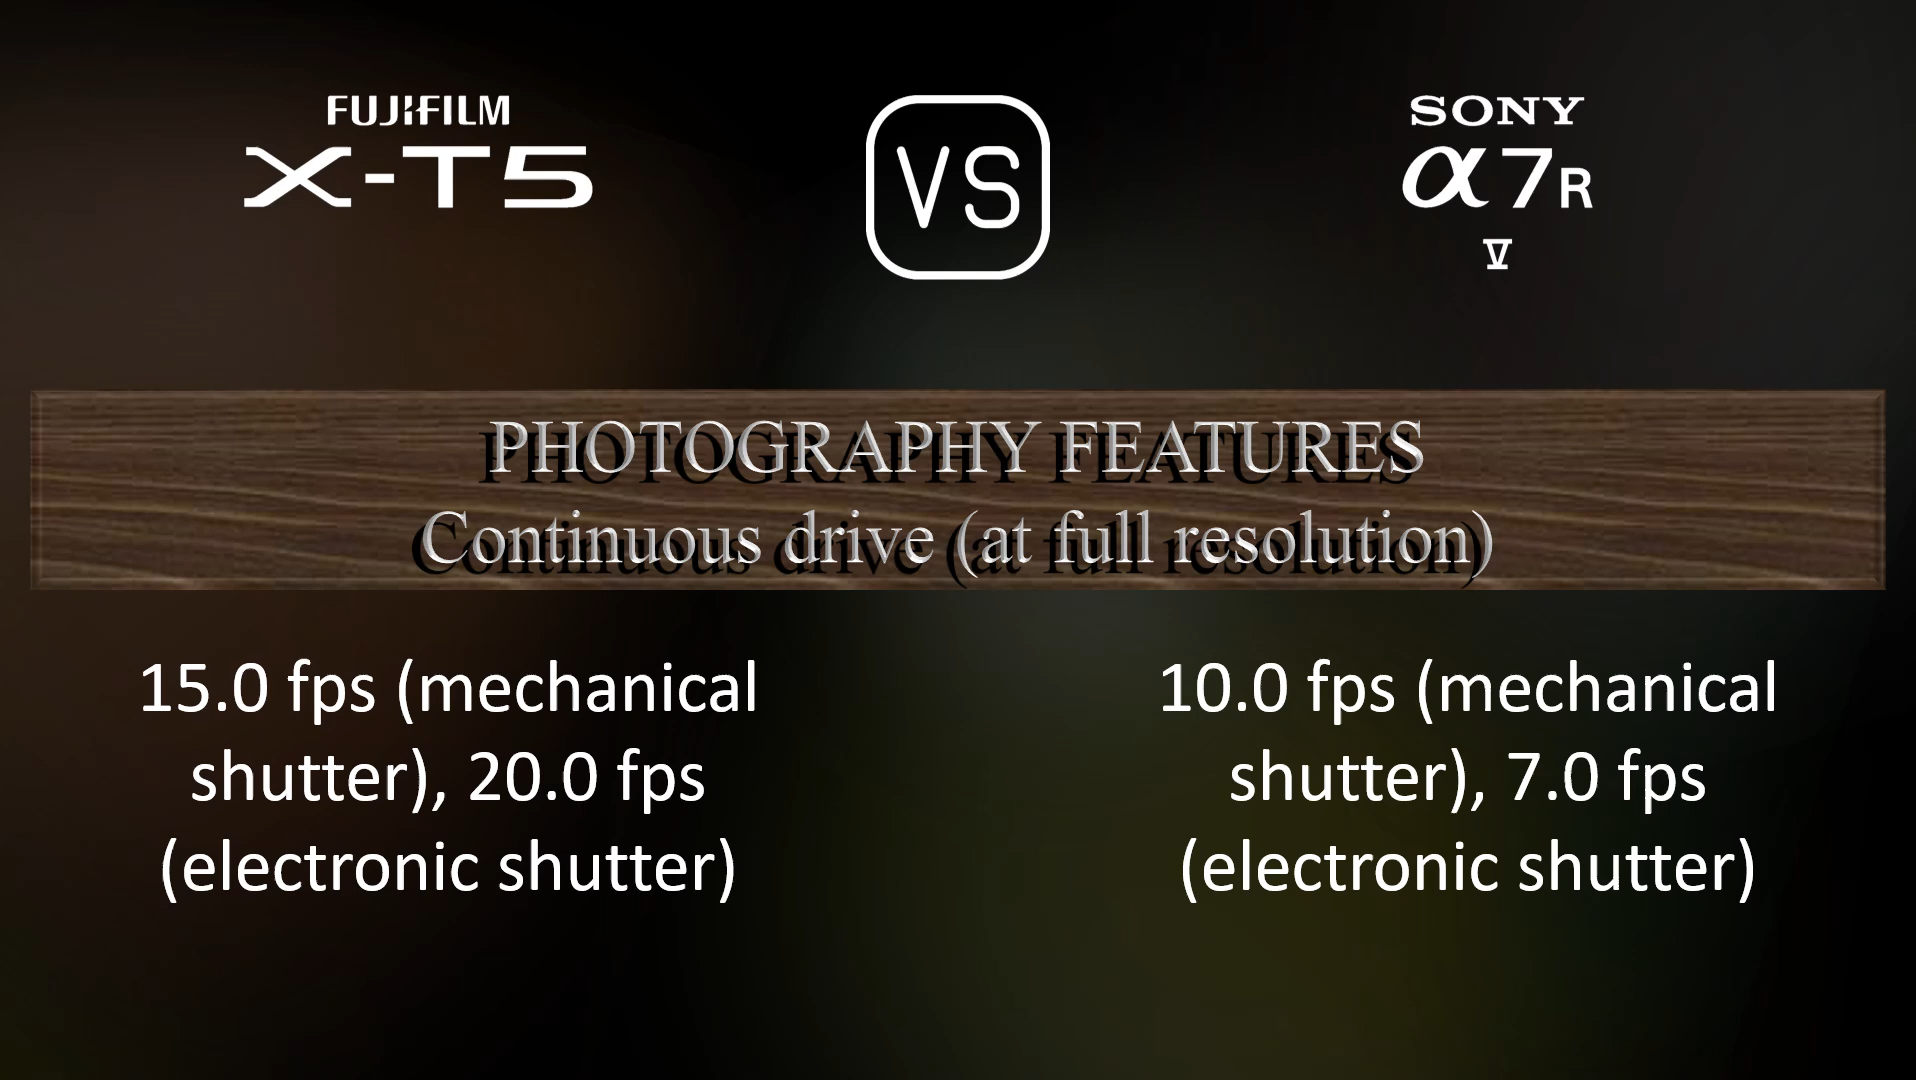 FUJIFILM
X-T5
VS
SONY
α7R
V
PHOTOGRAPHY FEATURES
Continuous drive (at full resolution)
15.0 fps (mechanical
shutter), 20.0 fps
(electronic shutter)
10.0 fps (mechanical
shutter), 7.0 fps
(electronic shutter)